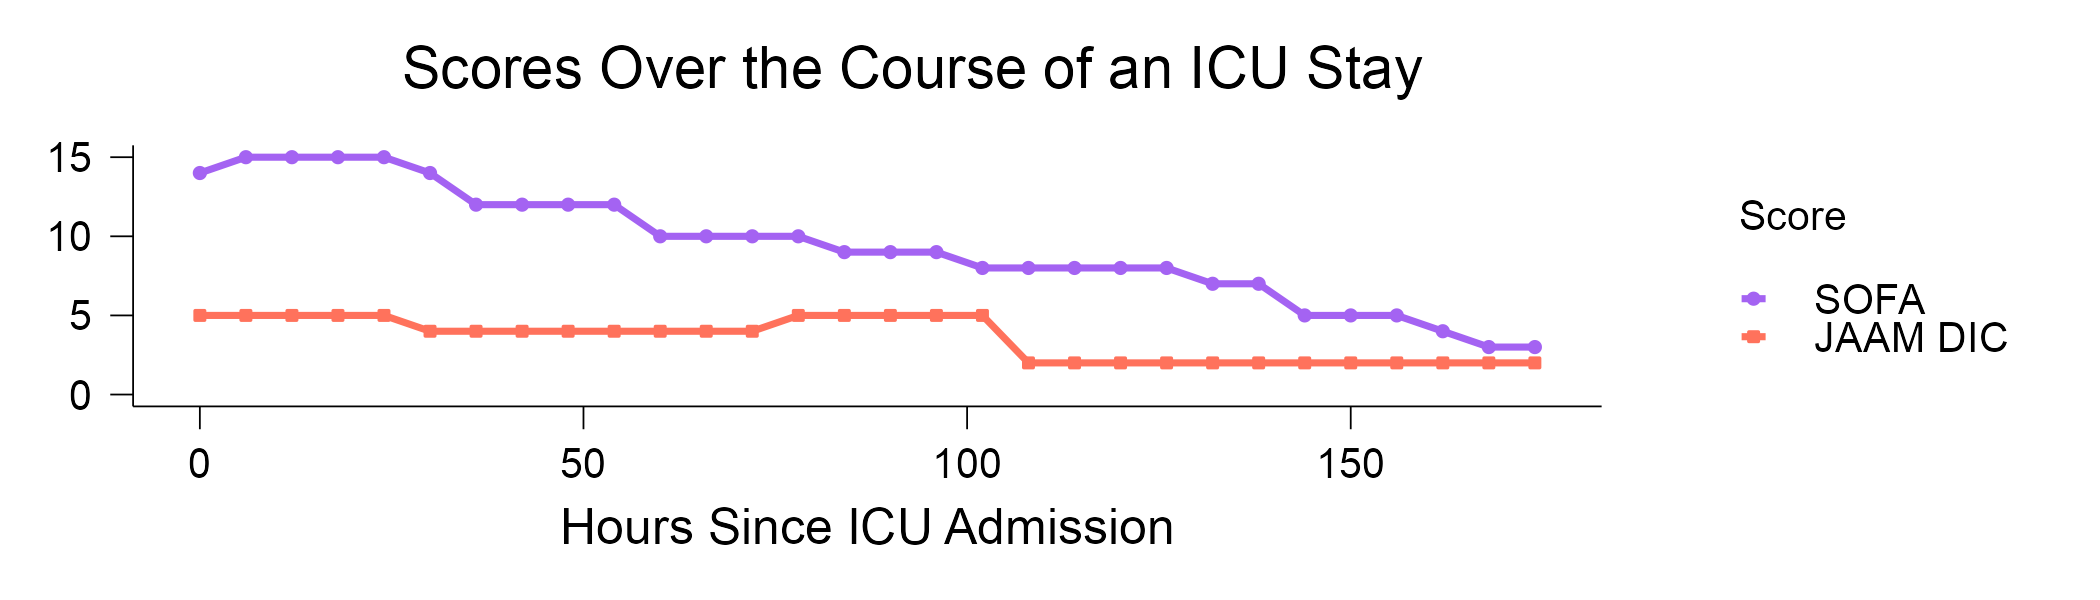 Scores Over the Course of an ICU Stay
15
10
5
0
0 50 100 150
Hours Since ICU Admission
Score
SOFA
JAAM DIC